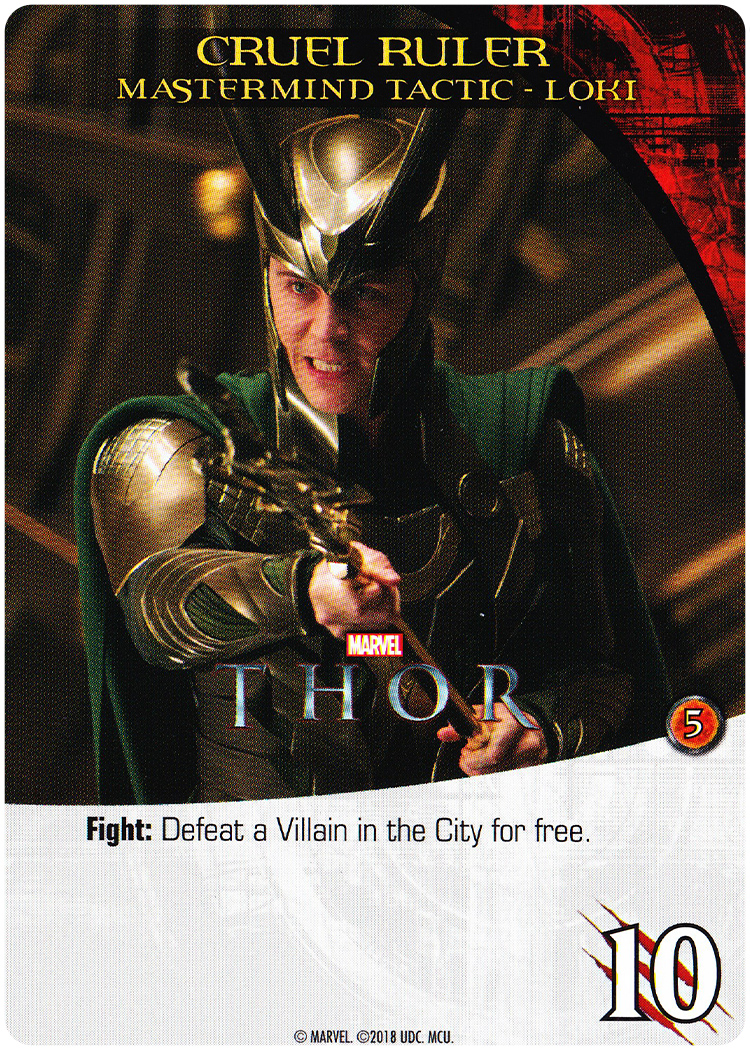 CRUEL RULER
MASTERMIND TACTIC - LOKI
MARVEL
THOR
5
Fight: Defeat a Villain in the City for free.
10
© MARVEL. ©2018 UDC. MCU.